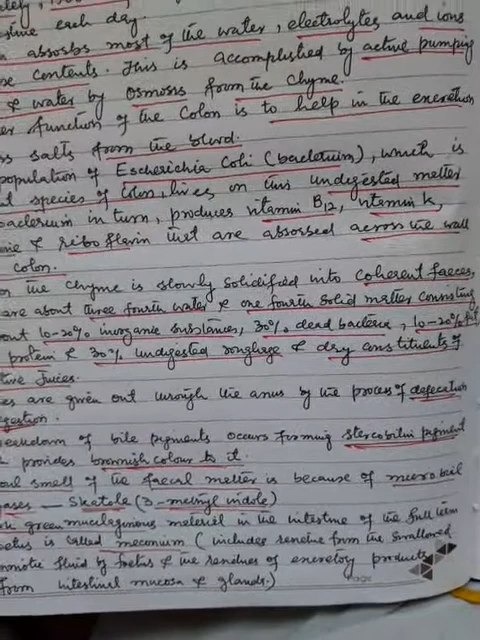 each day.
absorbs most of the water, electrolytes and ions
contents. This is accomplished by active pumping
& water by osmosis from the chyme.
function of the Colon is to help in the excretion
salts from the blood.
population of Escherichia Coli (bacterium), which is
species of Colon, lives on this undigested matter
bacterium in turn, produces vitamin B12, vitamin K,
& riboflavin that are absorbed across the wall
colon.
the chyme is slowly solidified into coherent faeces,
are about three fourth water & one fourth solid matter consisting
10-20% inorganic substances, 30% dead bacteria, 10-20% fat
protein & 30% undigested roughage & dry constituents of
Juices.
are given out through the anus by the process of defecation
of bile pigments occurs forming stercobilin pigment
provides brownish colour to it.
smell of the faecal matter is because of microbial
gases — Skatole (3-methyl indole)
green mucilaginous material in the intestine of the full term
is called meconium (includes residue from the swallowed
fluid by foetus & the residues of excretory products
from intestinal mucosa & glands.)
Page